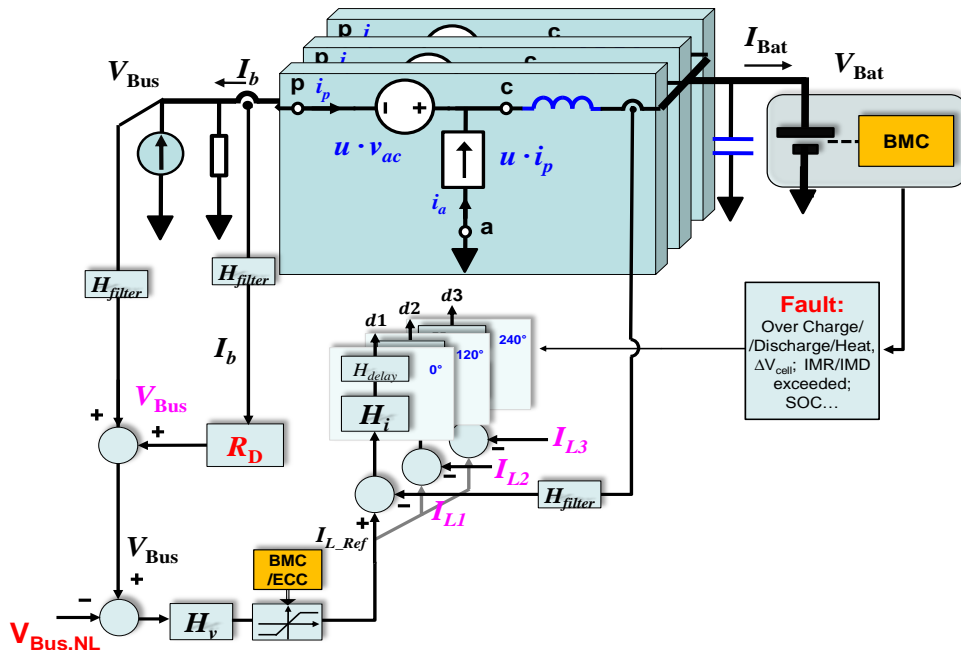 p i c
p i c
V_Bus
I_b
p
i_p
c
I_Bat
V_Bat
u · v_ac
u · i_p
i_a
a
BMC
H_filter
H_filter
I_b
d1
d2
d3
0°
120°
240°
H_delay
H_i
Fault:
Over Charge/
/Discharge/Heat,
ΔV_cell; IMR/IMD
exceeded;
SOC…
V_Bus
+
+
R_D
−
I_L3
−
I_L2
−
I_L1
H_filter
+
I_L_Ref
V_Bus
+
BMC
/ECC
−
V_Bus,NL
H_v